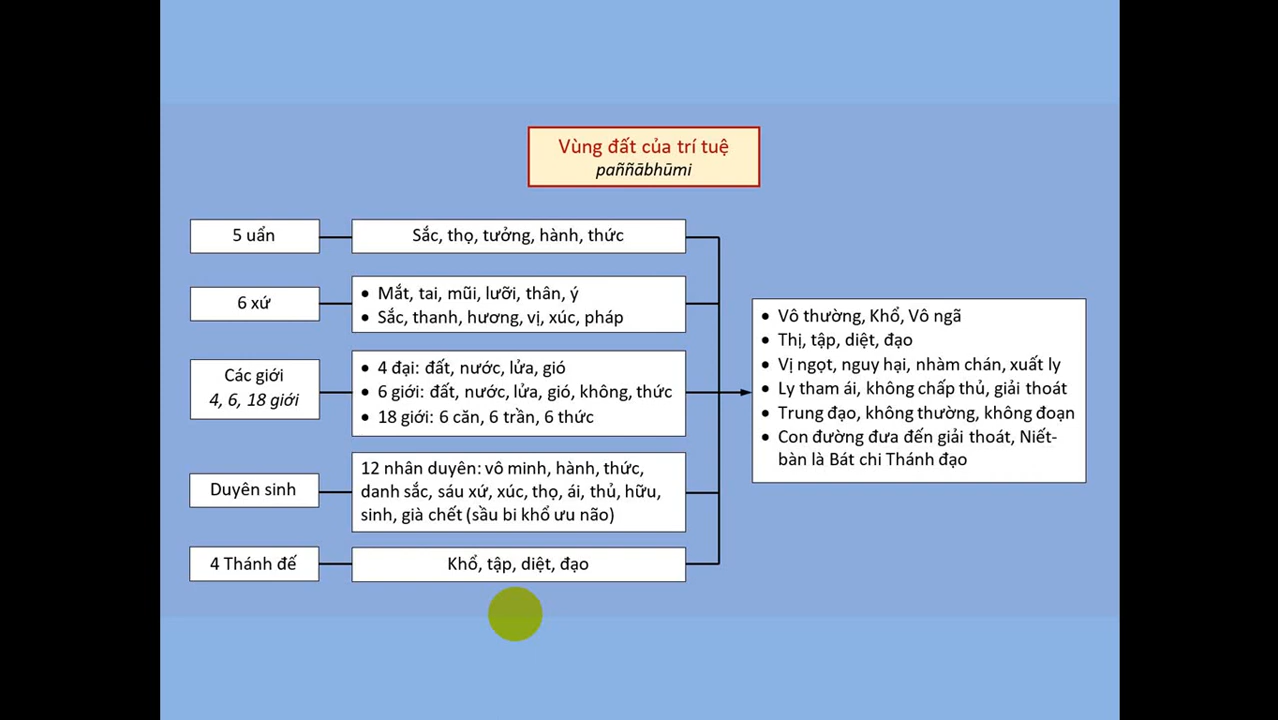 Vùng đất của trí tuệ
paññābhūmi
5 uẩn
Sắc, thọ, tưởng, hành, thức
6 xứ
• Mắt, tai, mũi, lưỡi, thân, ý
• Sắc, thanh, hương, vị, xúc, pháp
Các giới
4, 6, 18 giới
• 4 đại: đất, nước, lửa, gió
• 6 giới: đất, nước, lửa, gió, không, thức
• 18 giới: 6 căn, 6 trần, 6 thức
Duyên sinh
12 nhân duyên: vô minh, hành, thức,
danh sắc, sáu xứ, xúc, thọ, ái, thủ, hữu,
sinh, già chết (sầu bi khổ ưu não)
4 Thánh đế
Khổ, tập, diệt, đạo
• Vô thường, Khổ, Vô ngã
• Thị, tập, diệt, đạo
• Vị ngọt, nguy hại, nhàm chán, xuất ly
• Ly tham ái, không chấp thủ, giải thoát
• Trung đạo, không thường, không đoạn
• Con đường đưa đến giải thoát, Niết-
bàn là Bát chi Thánh đạo